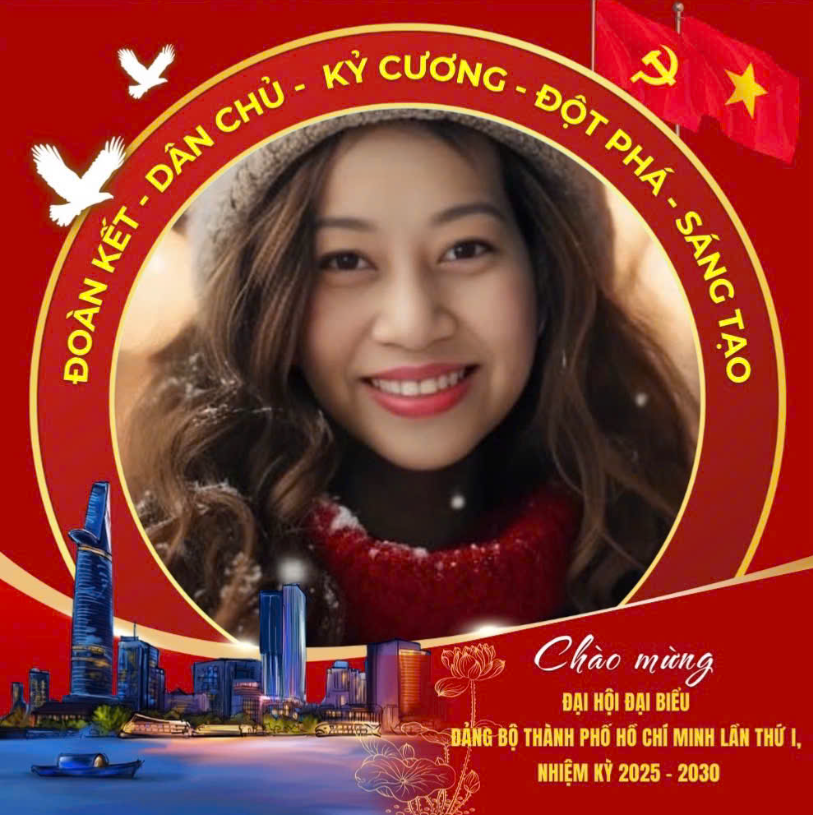 ĐOÀN KẾT - DÂN CHỦ - KỶ CƯƠNG - ĐỘT PHÁ - SÁNG TẠO
Chào mừng
ĐẠI HỘI ĐẠI BIỂU
ĐẢNG BỘ THÀNH PHỐ HỒ CHÍ MINH LẦN THỨ I,
NHIỆM KỲ 2025 - 2030